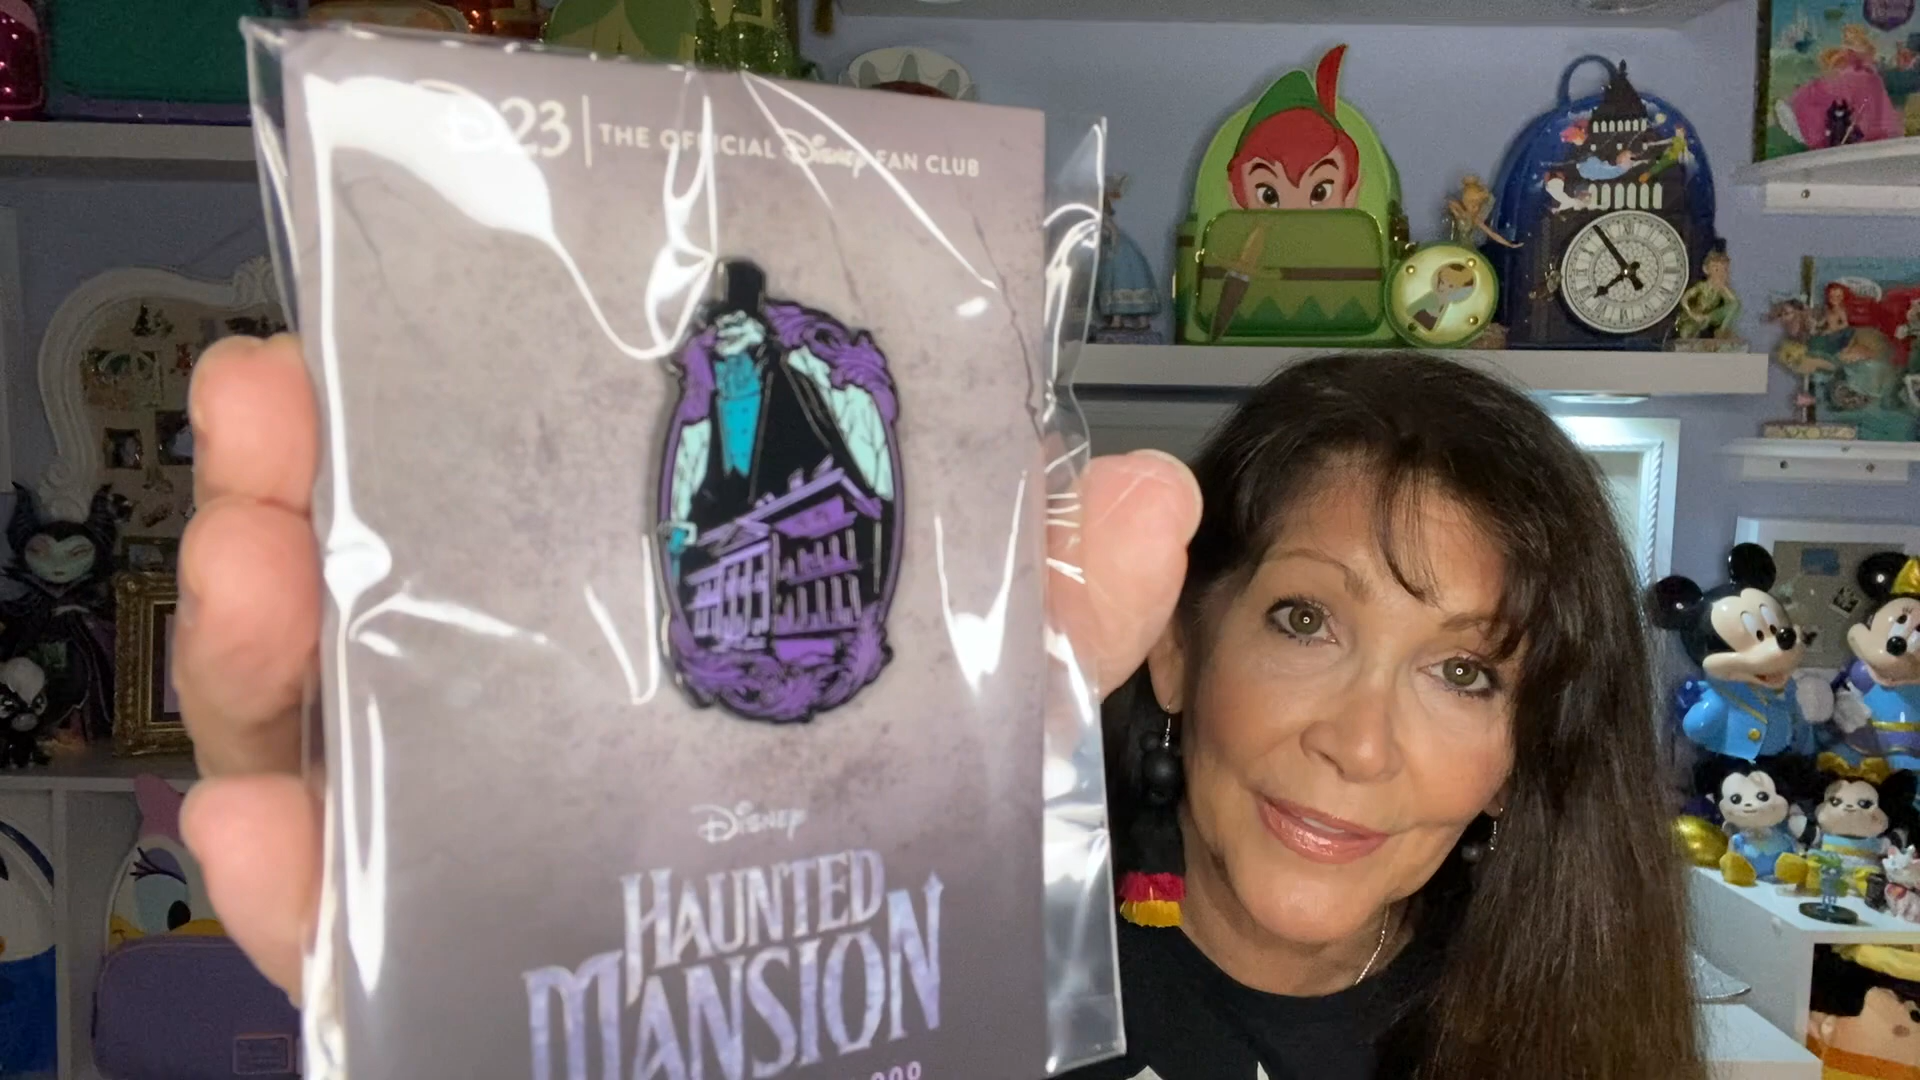 D23 | THE OFFICIAL Disney FAN CLUB
Disney
HAUNTED
MANSION